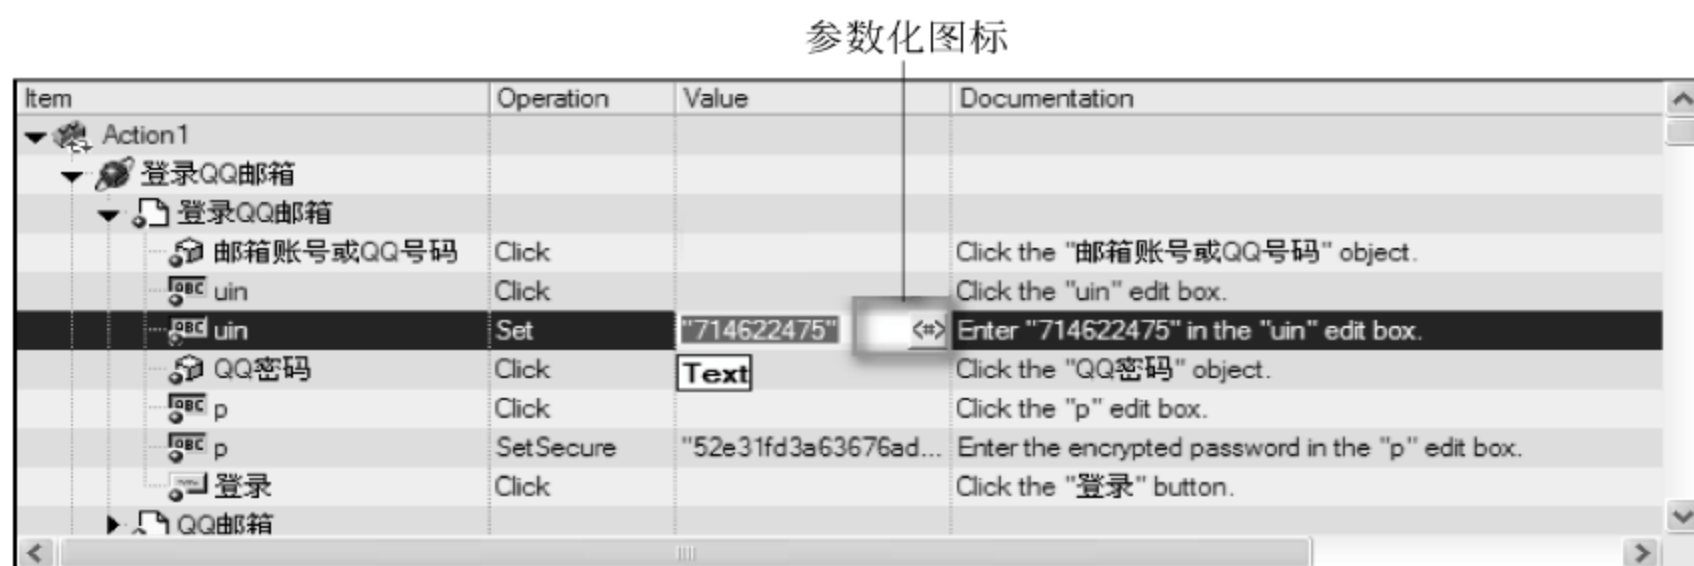 参数化图标
Item Operation Value Documentation
Action1
登录QQ邮箱
登录QQ邮箱
邮箱账号或QQ号码 Click Click the "邮箱账号或QQ号码" object.
uin Click Click the "uin" edit box.
uin Set "714622475" <#> Enter "714622475" in the "uin" edit box.
QQ密码 Click Text Click the "QQ密码" object.
p Click Click the "p" edit box.
p SetSecure "52e31fd3a63676ad... Enter the encrypted password in the "p" edit box.
登录 Click Click the "登录" button.
QQ邮箱